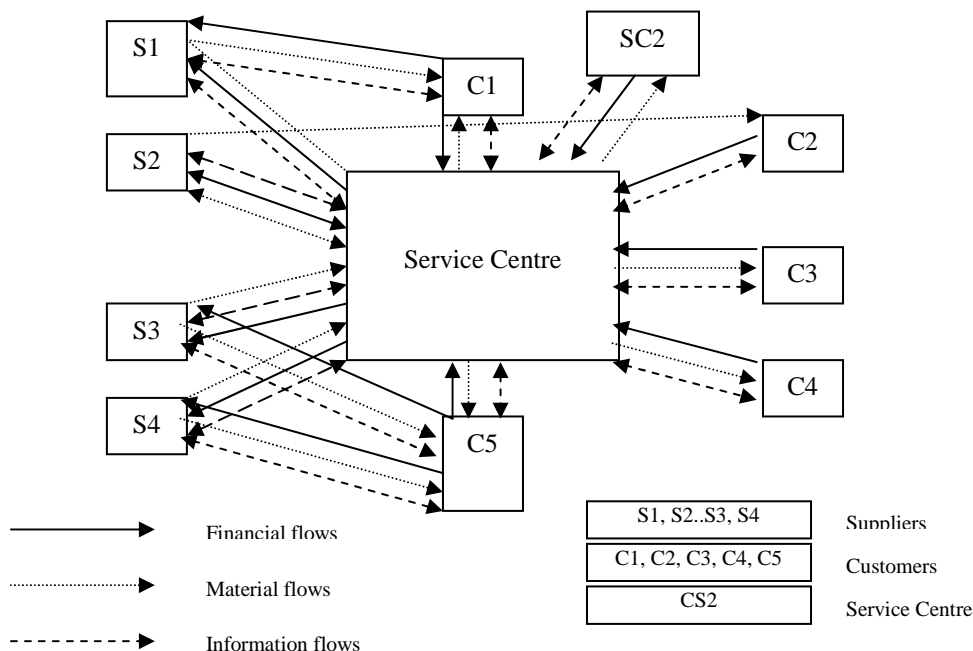 S1
SC2
C1
S2
C2
Service Centre
C3
S3
C4
S4
C5
S1, S2..S3, S4
Suppliers
Financial flows
C1, C2, C3, C4, C5
Customers
Material flows
CS2
Service Centre
Information flows